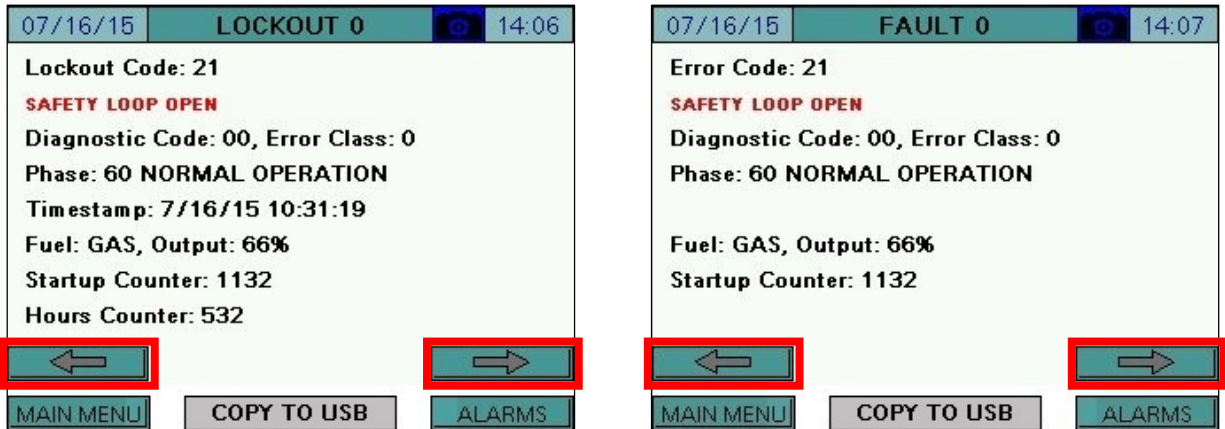 07/16/15 LOCKOUT 0 14:06
Lockout Code: 21
SAFETY LOOP OPEN
Diagnostic Code: 00, Error Class: 0
Phase: 60 NORMAL OPERATION
Timestamp: 7/16/15 10:31:19
Fuel: GAS, Output: 66%
Startup Counter: 1132
Hours Counter: 532
MAIN MENU COPY TO USB ALARMS
07/16/15 FAULT 0 14:07
Error Code: 21
SAFETY LOOP OPEN
Diagnostic Code: 00, Error Class: 0
Phase: 60 NORMAL OPERATION
Fuel: GAS, Output: 66%
Startup Counter: 1132
MAIN MENU COPY TO USB ALARMS